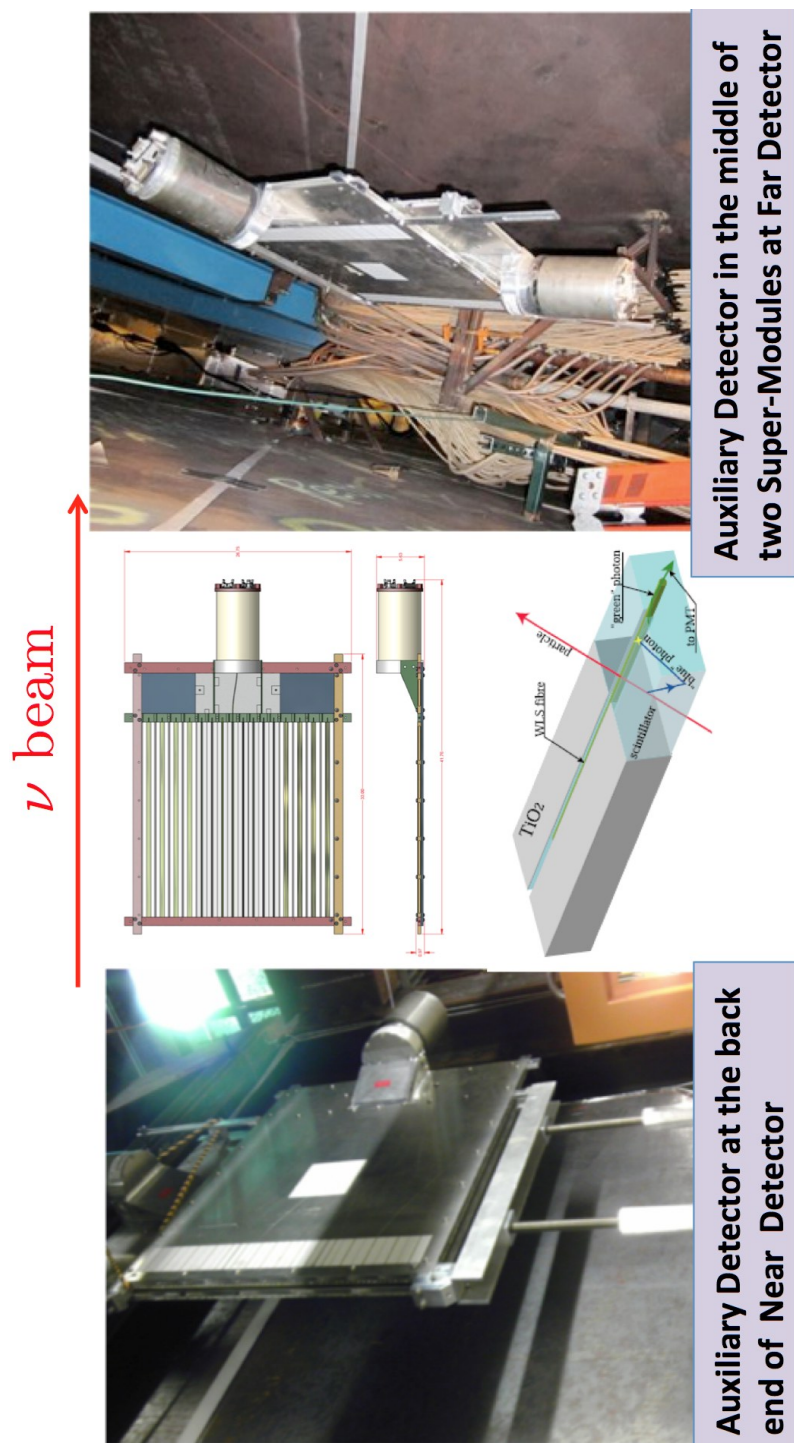 ν beam
Auxiliary Detector at the back
end of Near Detector
TiO2
WLS fibre
scintillator
particle
"blue" photon
"green" photon
to PMT
Auxiliary Detector in the middle of
two Super-Modules at Far Detector